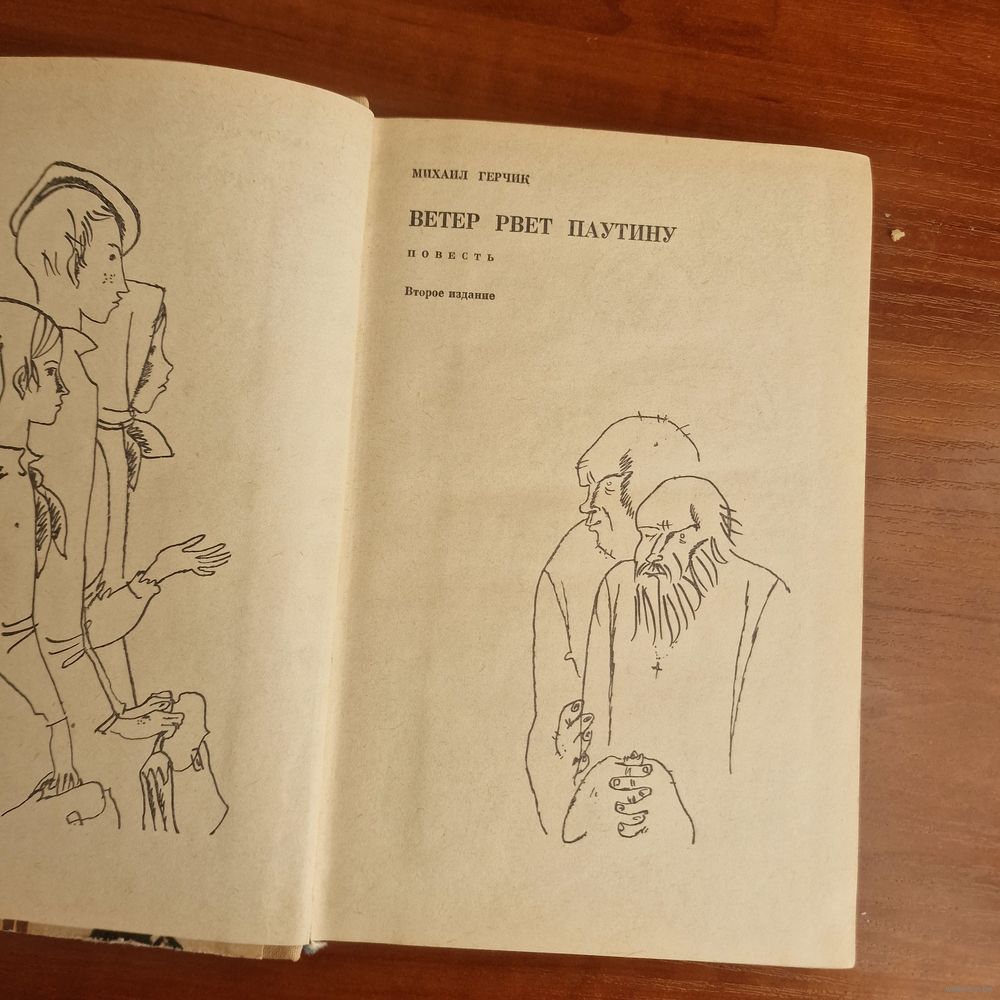 МИХАИЛ ГЕРЧИК
ВЕТЕР РВЕТ ПАУТИНУ
ПОВЕСТЬ
Второе издание